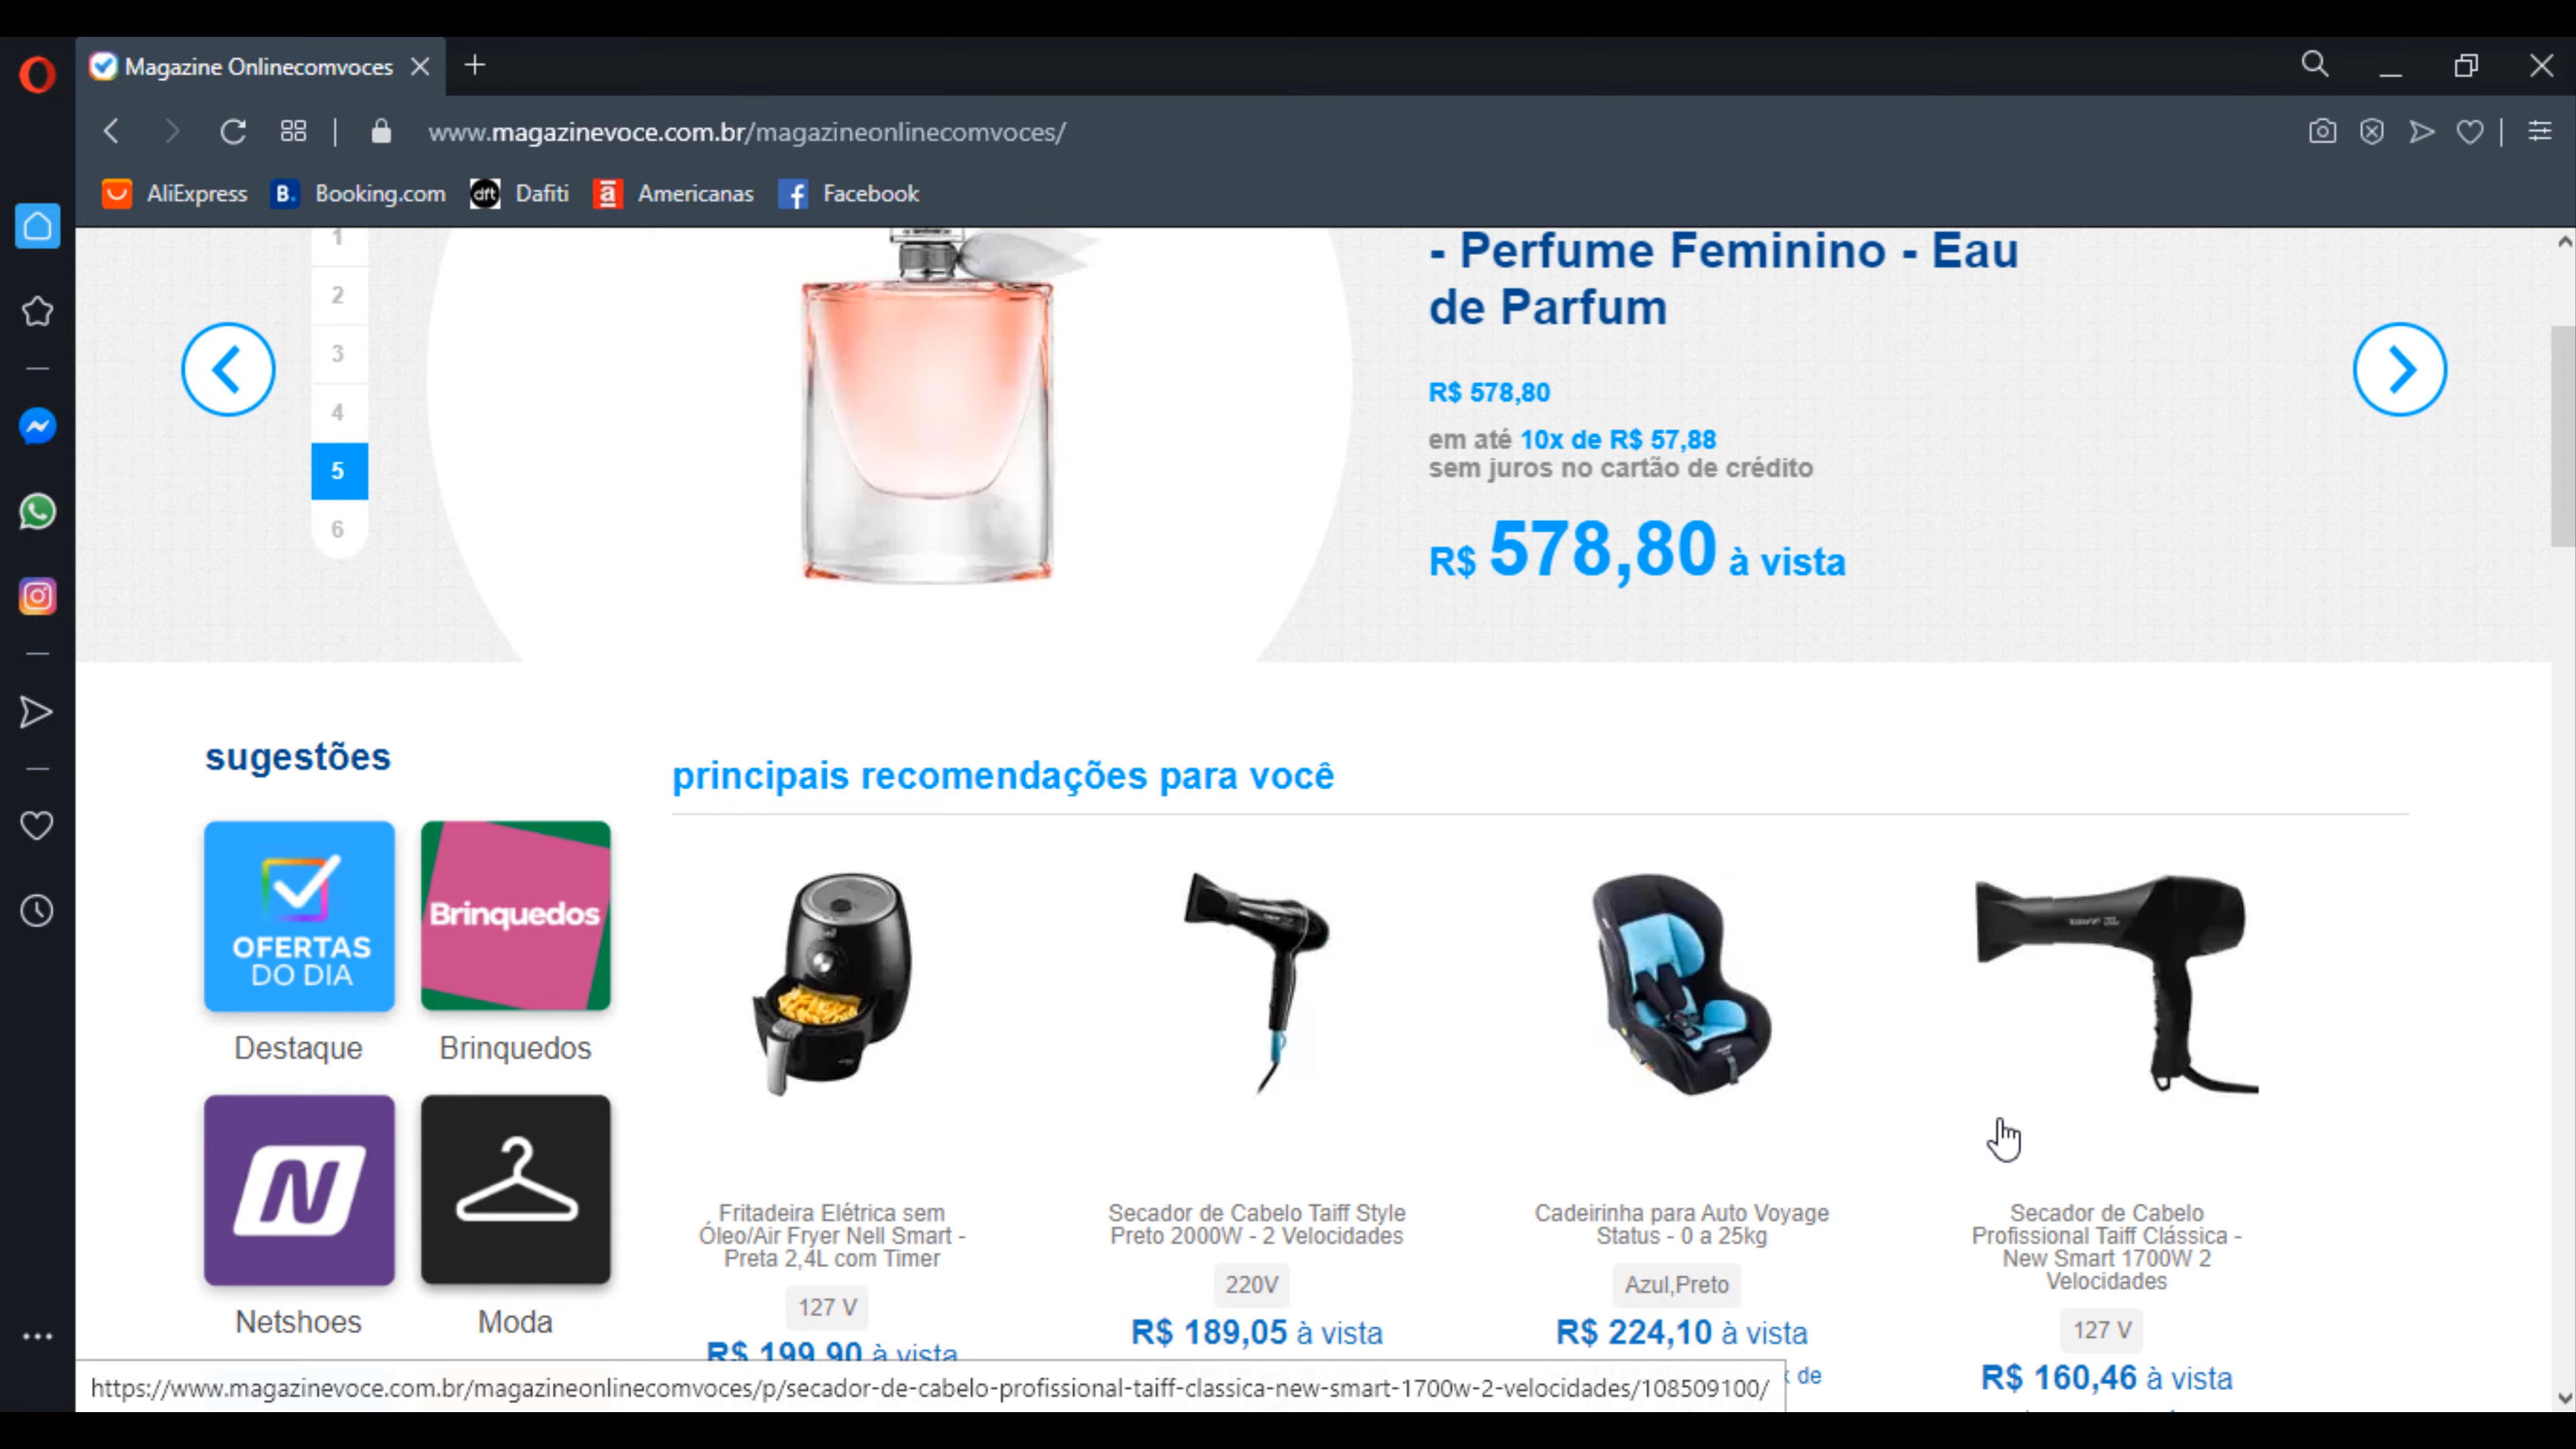 Magazine Onlinecomvoces
www.magazinevoce.com.br/magazineonlinecomvoces/
AliExpress
B. Booking.com
dft Dafiti
a Americanas
f Facebook
1
2
3
4
5
6
- Perfume Feminino - Eau
de Parfum
R$ 578,80
em até 10x de R$ 57,88
sem juros no cartão de crédito
R$ 578,80 à vista
sugestões
OFERTAS
DO DIA
Destaque
Brinquedos
Brinquedos
N
Netshoes
Moda
principais recomendações para você
Fritadeira Elétrica sem
Óleo/Air Fryer Nell Smart -
Preta 2,4L com Timer
127 V
R$ 199,90 à vista
Secador de Cabelo Taiff Style
Preto 2000W - 2 Velocidades
220V
R$ 189,05 à vista
Cadeirinha para Auto Voyage
Status - 0 a 25kg
Azul,Preto
R$ 224,10 à vista
de
Secador de Cabelo
Profissional Taiff Clássica -
New Smart 1700W 2
Velocidades
127 V
R$ 160,46 à vista
https://www.magazinevoce.com.br/magazineonlinecomvoces/p/secador-de-cabelo-profissional-taiff-classica-new-smart-1700w-2-velocidades/108509100/